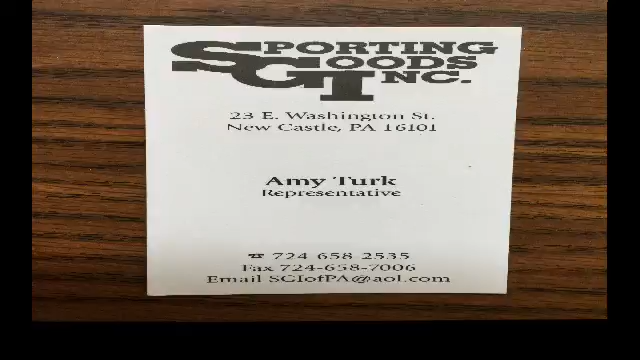 SPORTING
GOODS
INC.
23 E. Washington St.
New Castle, PA 16101
Amy Turk
Representative
☎ 724 658 2535
Fax 724-658-7006
Email SGIofPA@aol.com